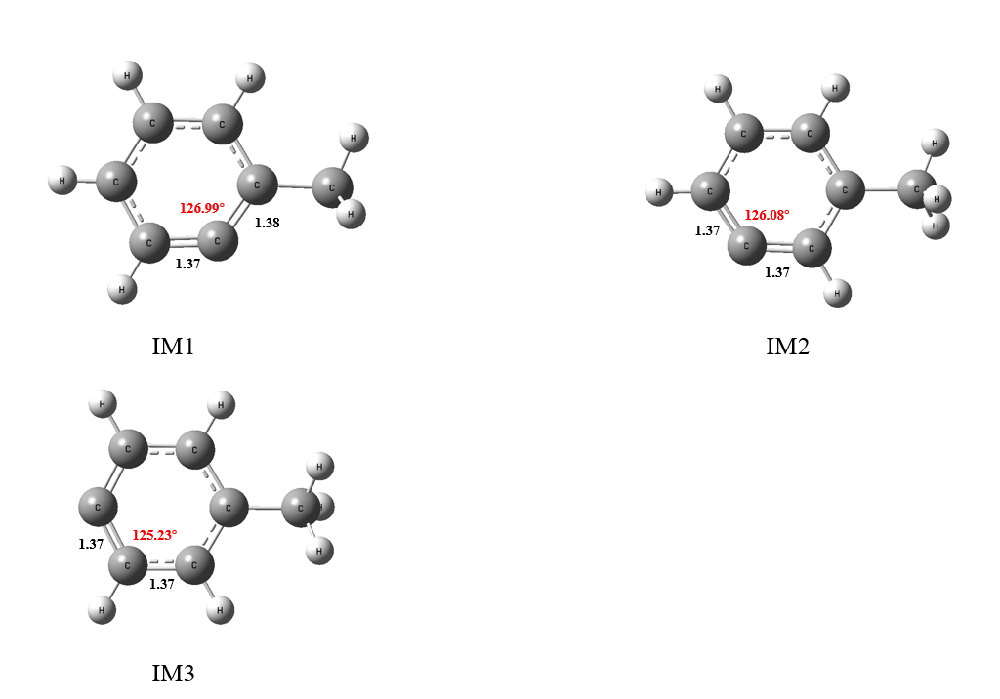 H H H H
C C H H
H C 126.99° C C H C C H
1.38 H C 126.08° C C H
C C 1.37 H
1.37 C C
H 1.37 H
IM1 IM2
H H
C C H
C C C H
1.37 125.23° H
C C
1.37
H H
IM3